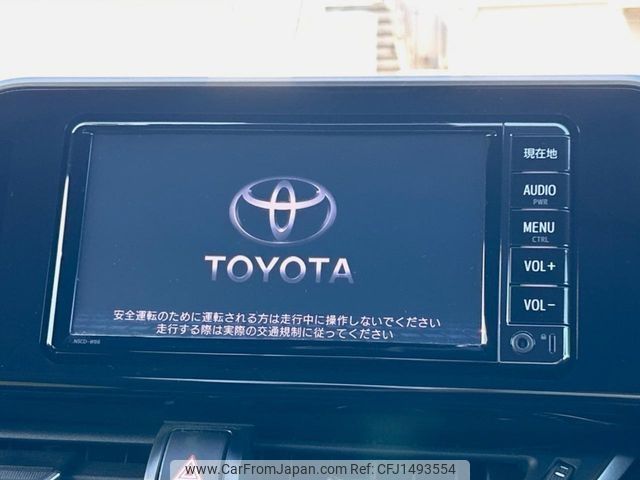 現在地
AUDIO
PWR
MENU
CTRL
VOL+
VOL-
TOYOTA
安全運転のために運転される方は走行中に操作しないでください
走行する際は実際の交通規制に従ってください
NSCD-W66
www.CarFromJapan.com - CFJ1493554